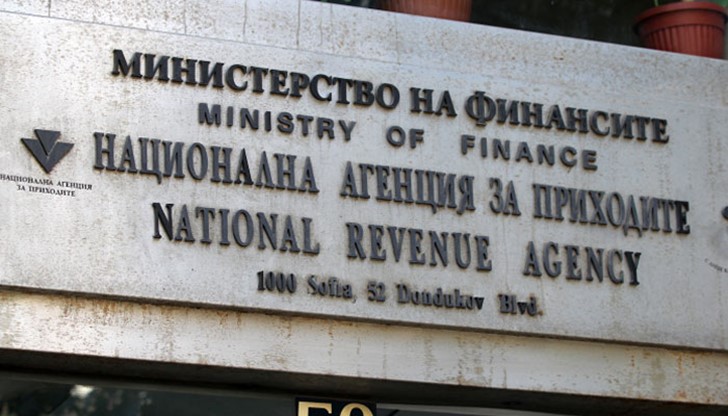 МИНИСТЕРСТВО НА ФИНАНСИТЕ
MINISTRY OF FINANCE
НАЦИОНАЛНА АГЕНЦИЯ ЗА ПРИХОДИТЕ
NATIONAL REVENUE AGENCY
1000 Sofia, 52 Dondukov Blvd.
НАЦИОНАЛНА АГЕНЦИЯ
ЗА ПРИХОДИТЕ